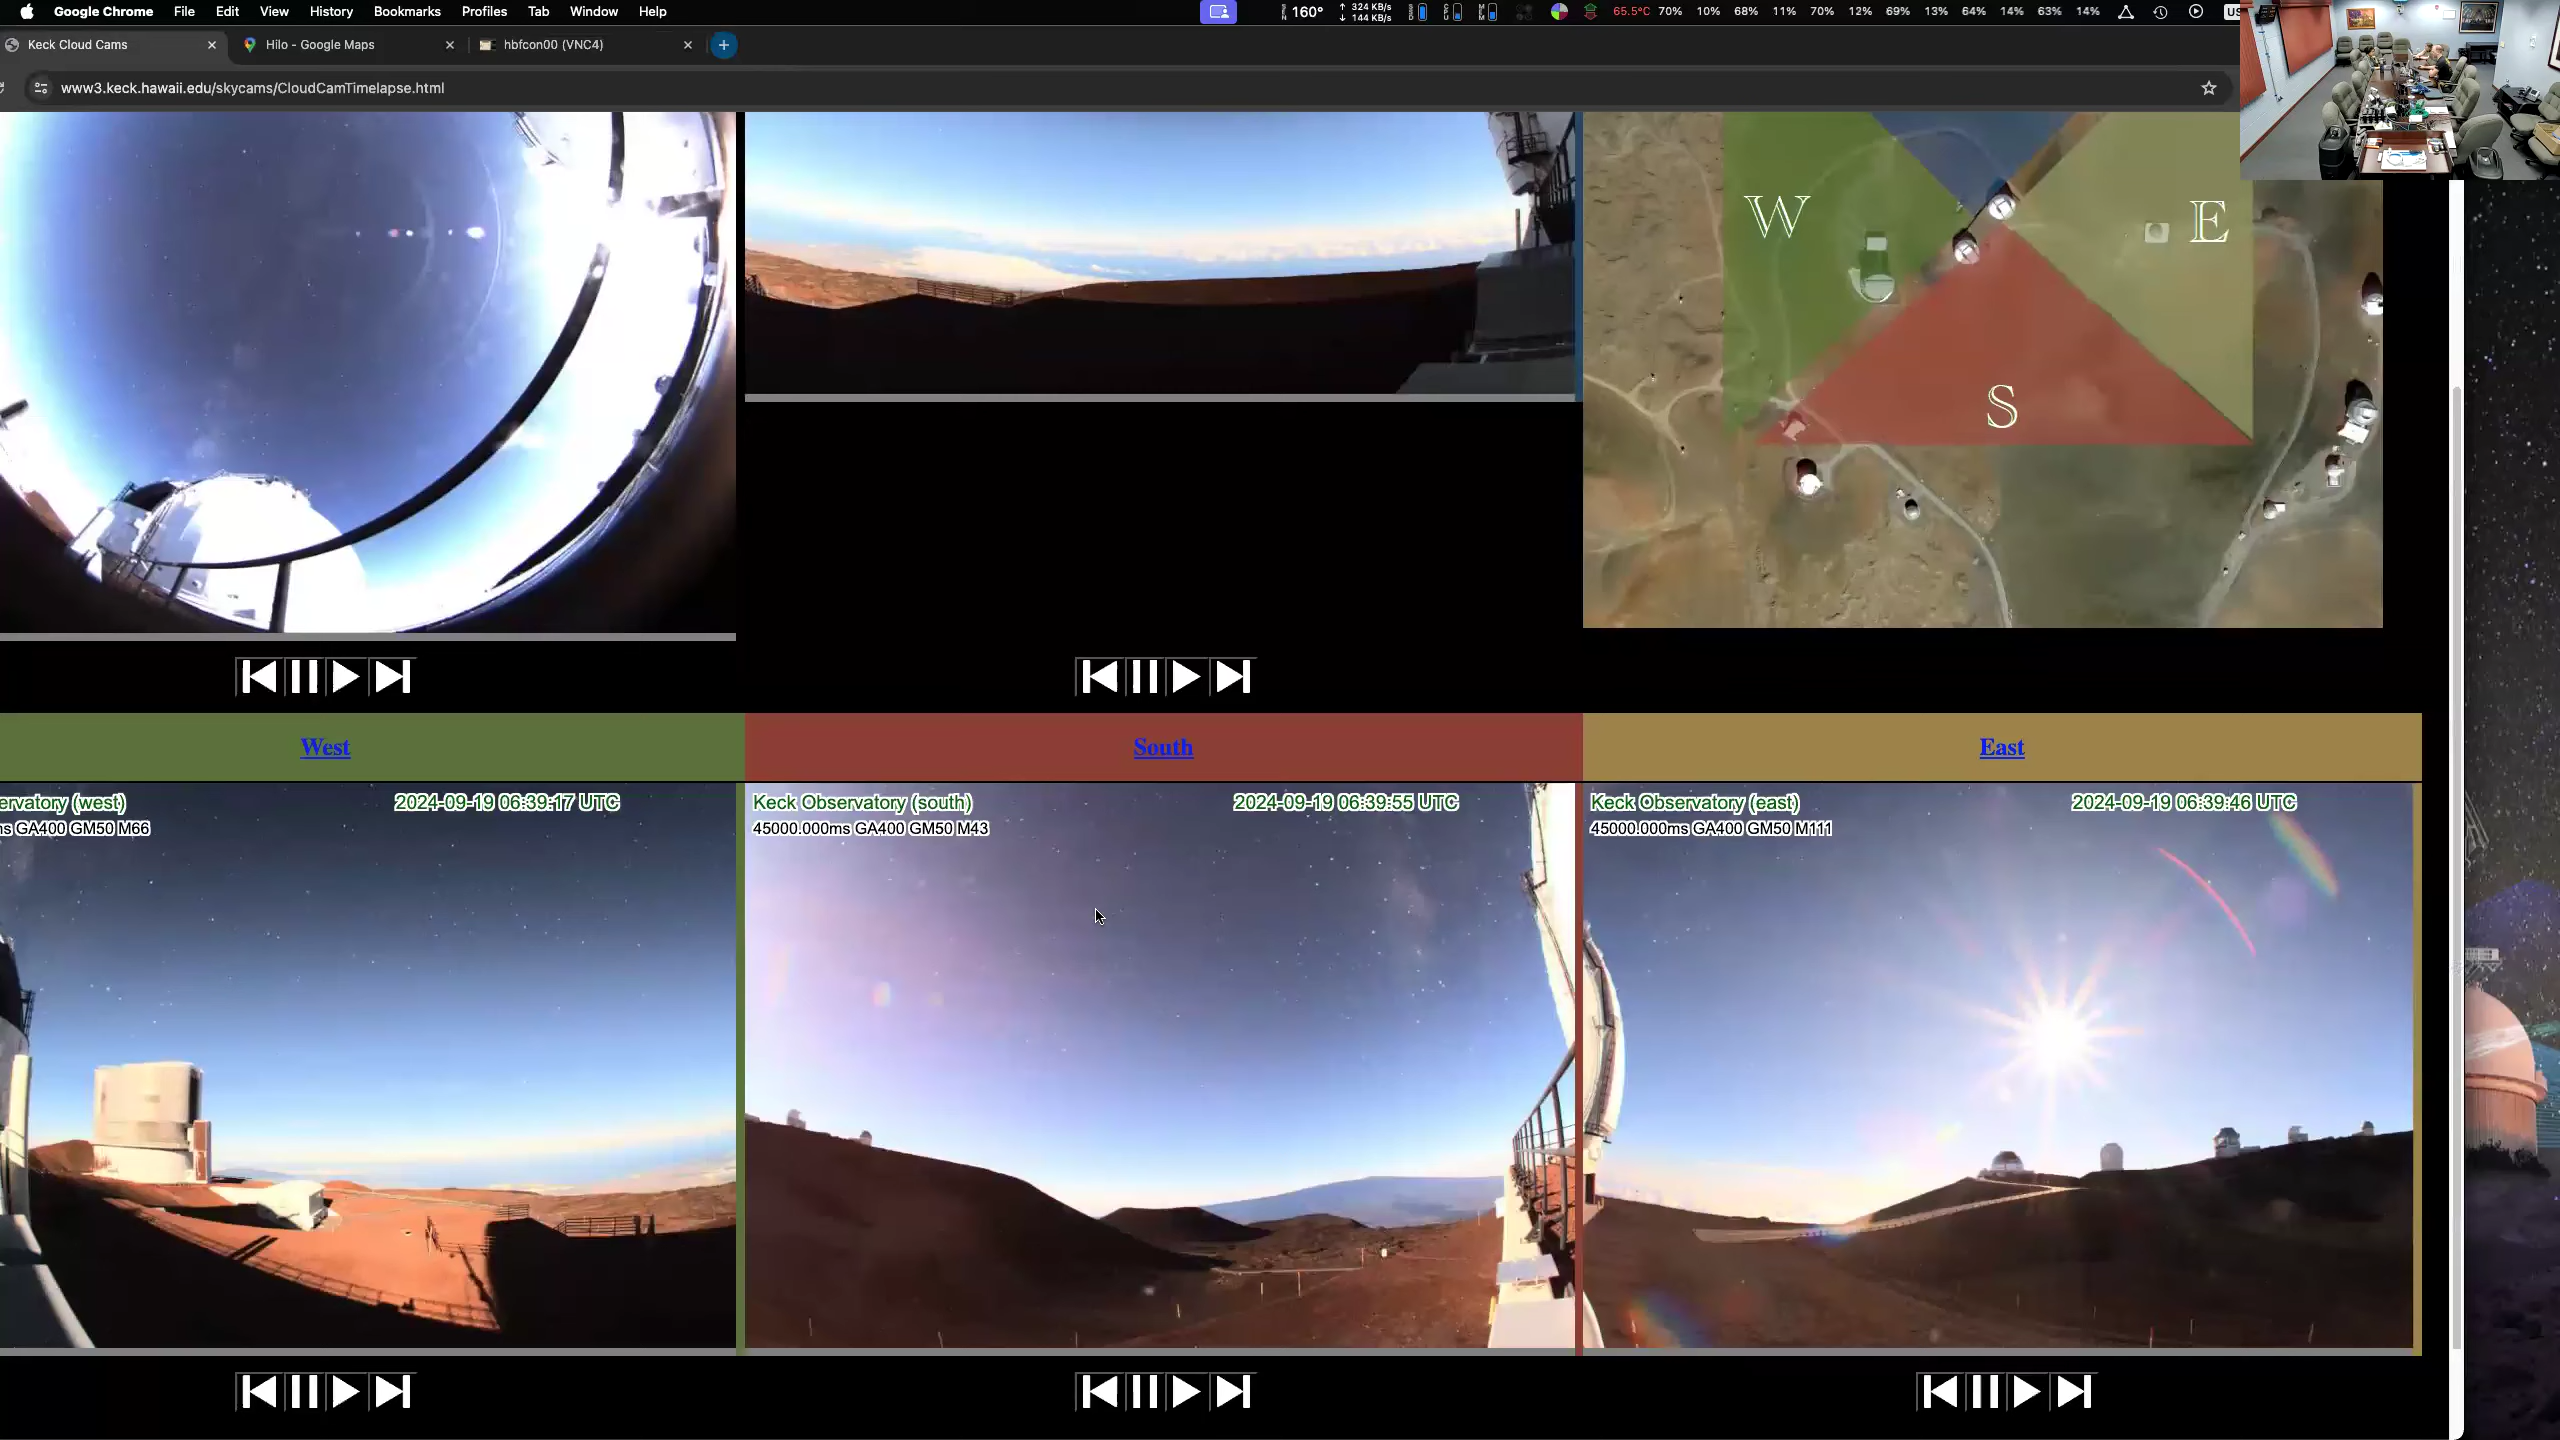 Google Chrome File Edit View History Bookmarks Profiles Tab Window Help
160° 324 KB/s 65.5°C 70% 10% 68% 11% 70% 12% 69% 13% 64% 14% 63% 14% US
144 KB/s
Keck Cloud Cams Hilo - Google Maps hbfcon00 (VNC4)
www3.keck.hawaii.edu/skycams/CloudCamTimelapse.html
W E
S
West South East
ervatory (west) 2024-09-19 06:39:17 UTC
s GA400 GM50 M66
Keck Observatory (south) 2024-09-19 06:39:55 UTC
45000.000ms GA400 GM50 M43
Keck Observatory (east) 2024-09-19 06:39:46 UTC
45000.000ms GA400 GM50 M111